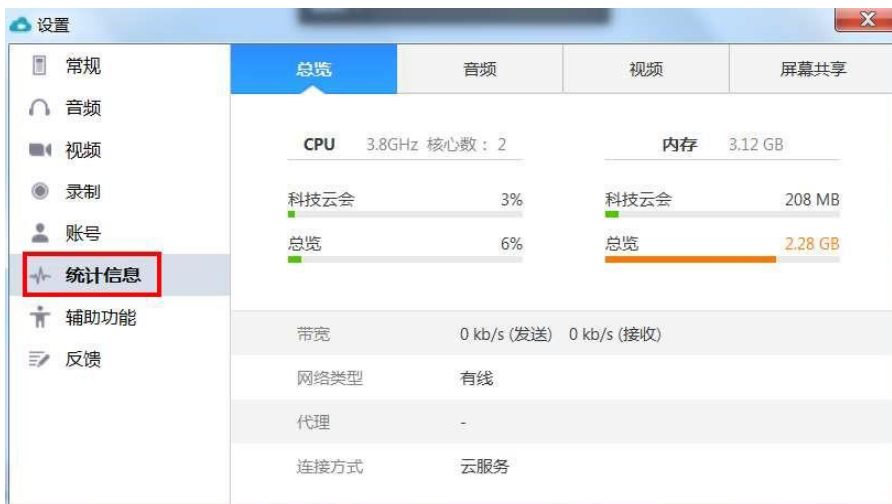 设置
常规
音频
视频
录制
账号
统计信息
辅助功能
反馈
总览 音频 视频 屏幕共享
CPU 3.8GHz 核心数： 2 内存 3.12 GB
科技云会 3% 科技云会 208 MB
总览 6% 总览 2.28 GB
带宽 0 kb/s (发送) 0 kb/s (接收)
网络类型 有线
代理 -
连接方式 云服务